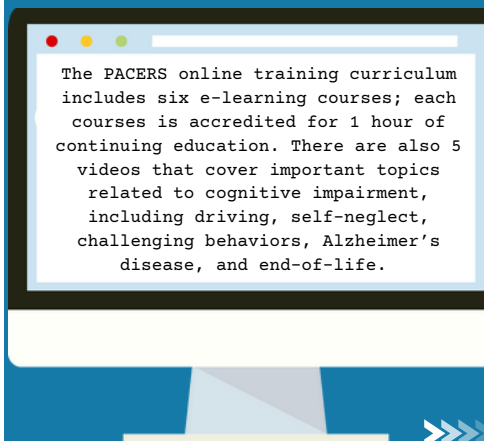 The PACERS online training curriculum
includes six e-learning courses; each
courses is accredited for 1 hour of
continuing education. There are also 5
videos that cover important topics
related to cognitive impairment,
including driving, self-neglect,
challenging behaviors, Alzheimer’s
disease, and end-of-life.